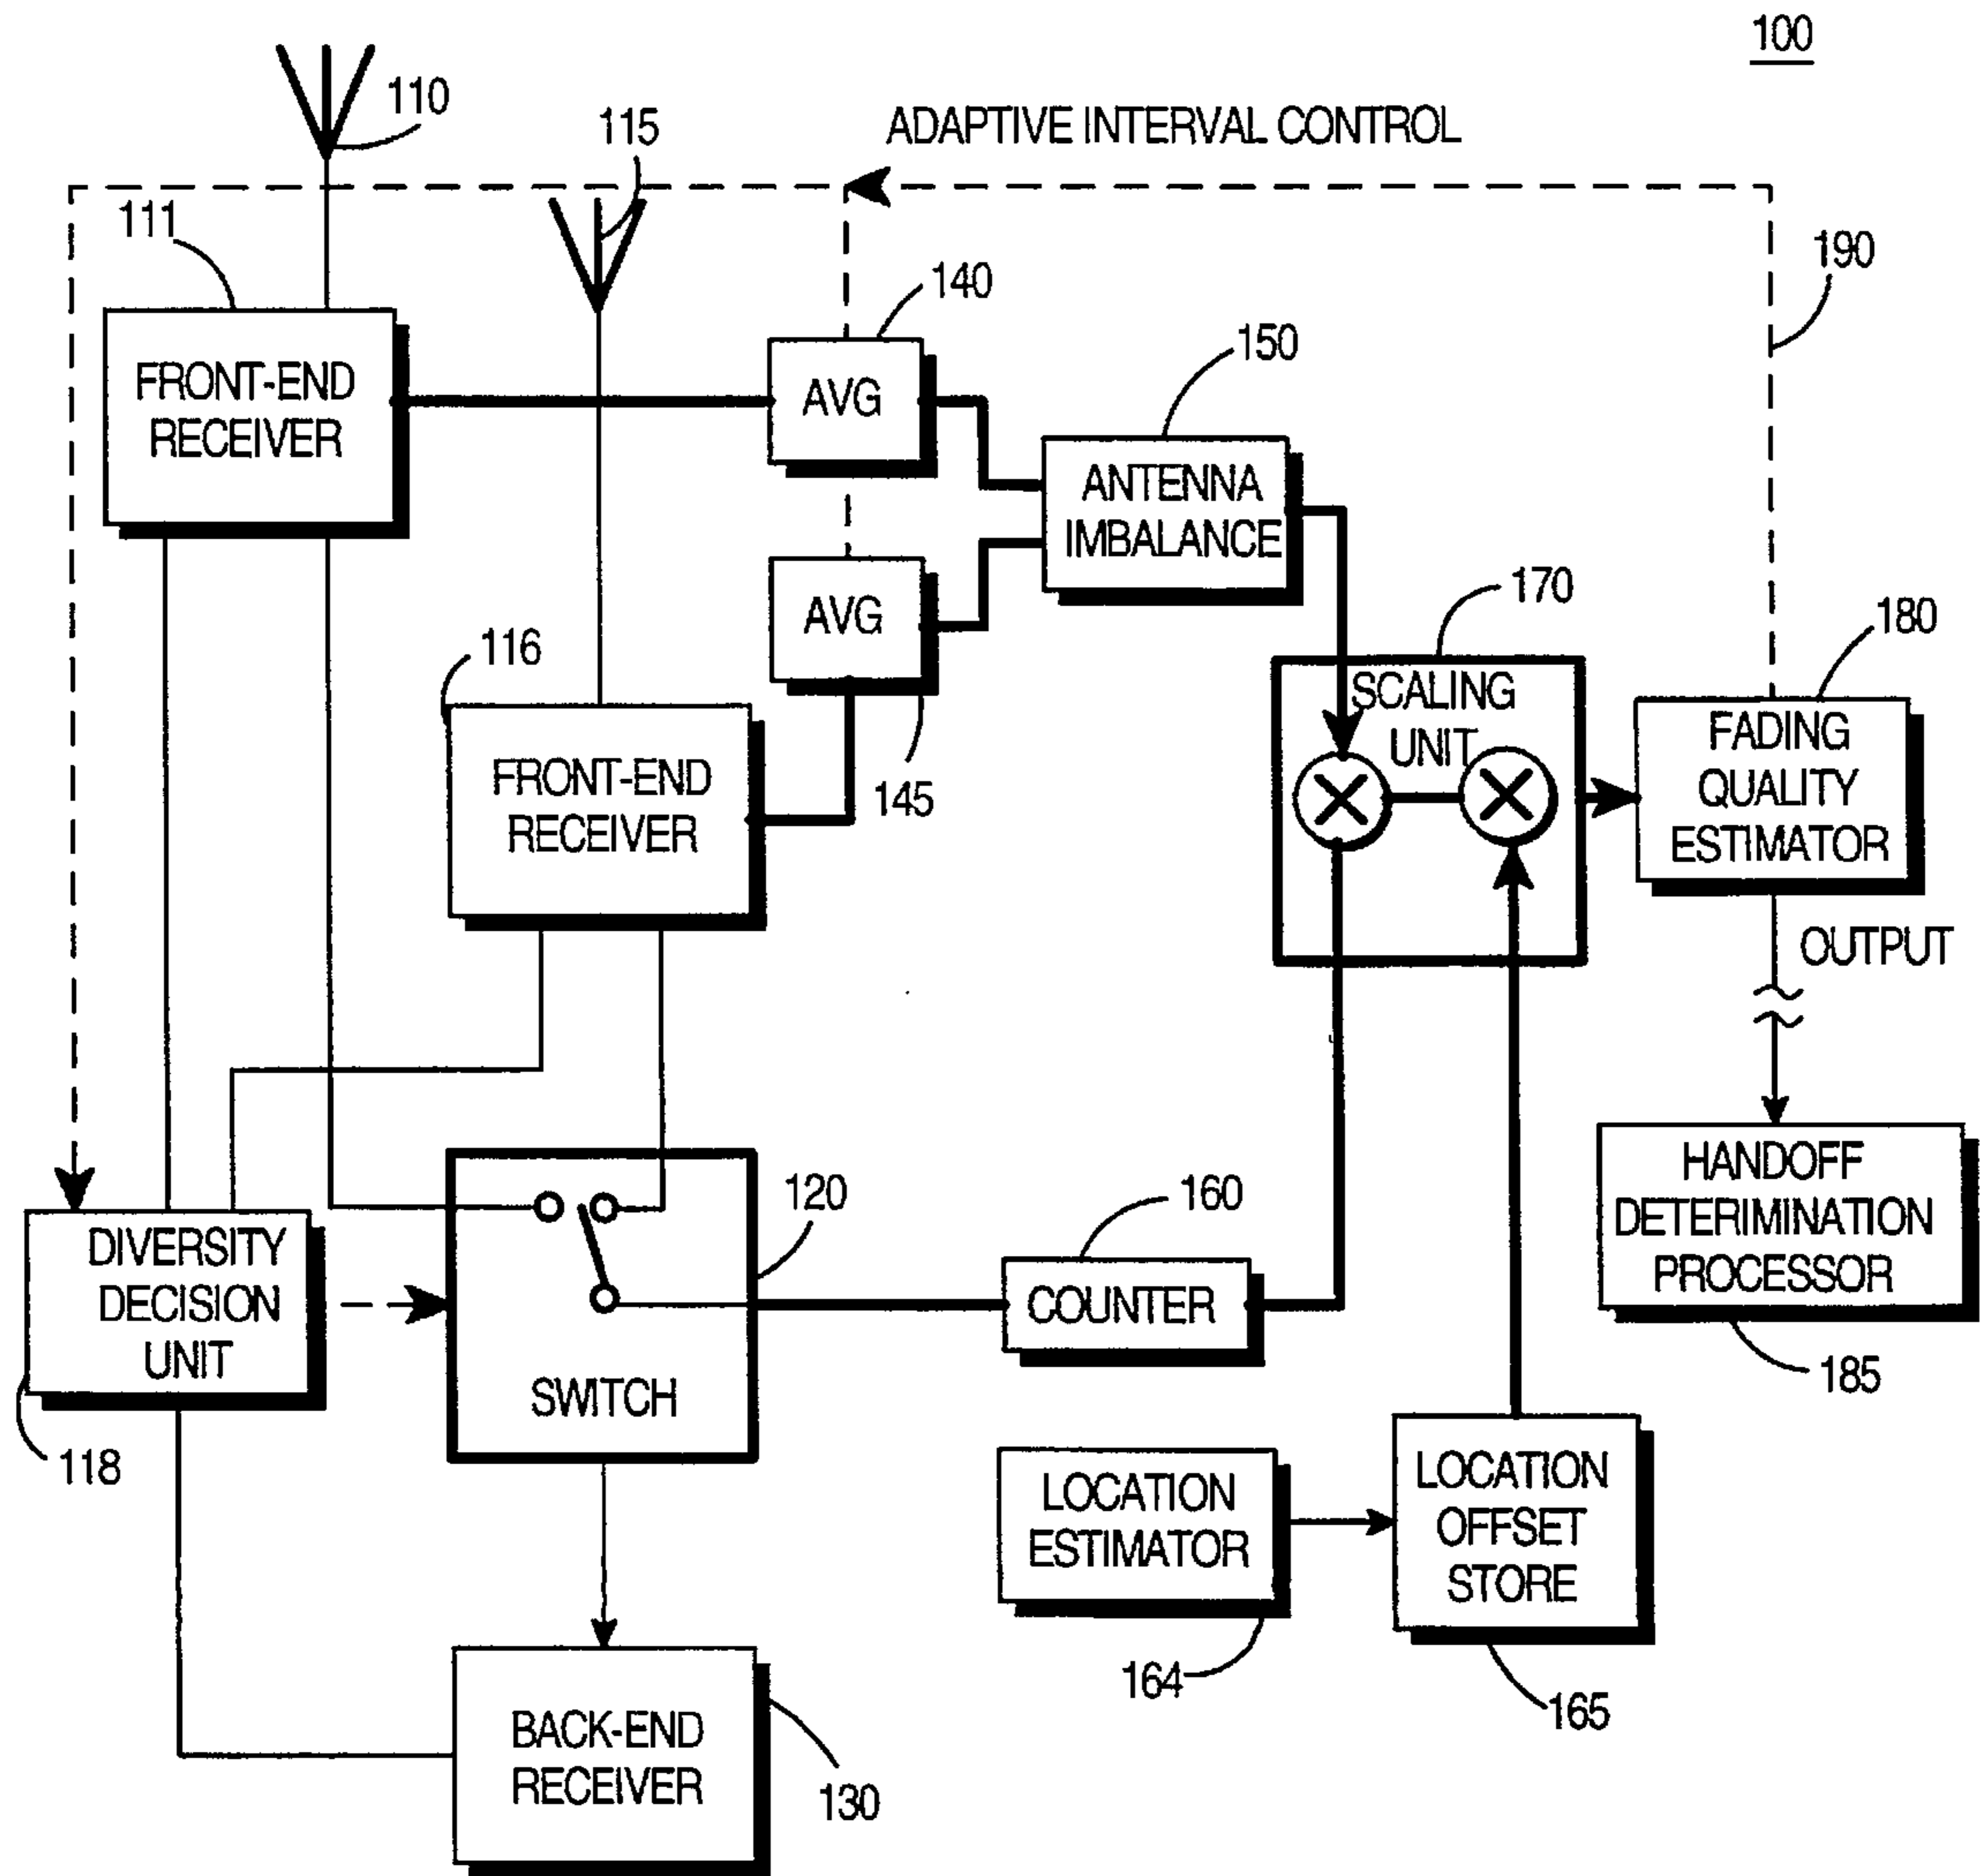 100
110
115
ADAPTIVE INTERVAL CONTROL
111
140
190
FRONT-END
RECEIVER
AVG
150
ANTENNA
IMBALANCE
AVG
170
180
116
SCALING
UNIT
FADING
QUALITY
ESTIMATOR
FRONT-END
RECEIVER
145
OUTPUT
120
160
HANDOFF
DETERIMINATION
PROCESSOR
DIVERSITY
DECISION
UNIT
COUNTER
SWITCH
185
118
LOCATION
ESTIMATOR
LOCATION
OFFSET
STORE
164
165
BACK-END
RECEIVER
130